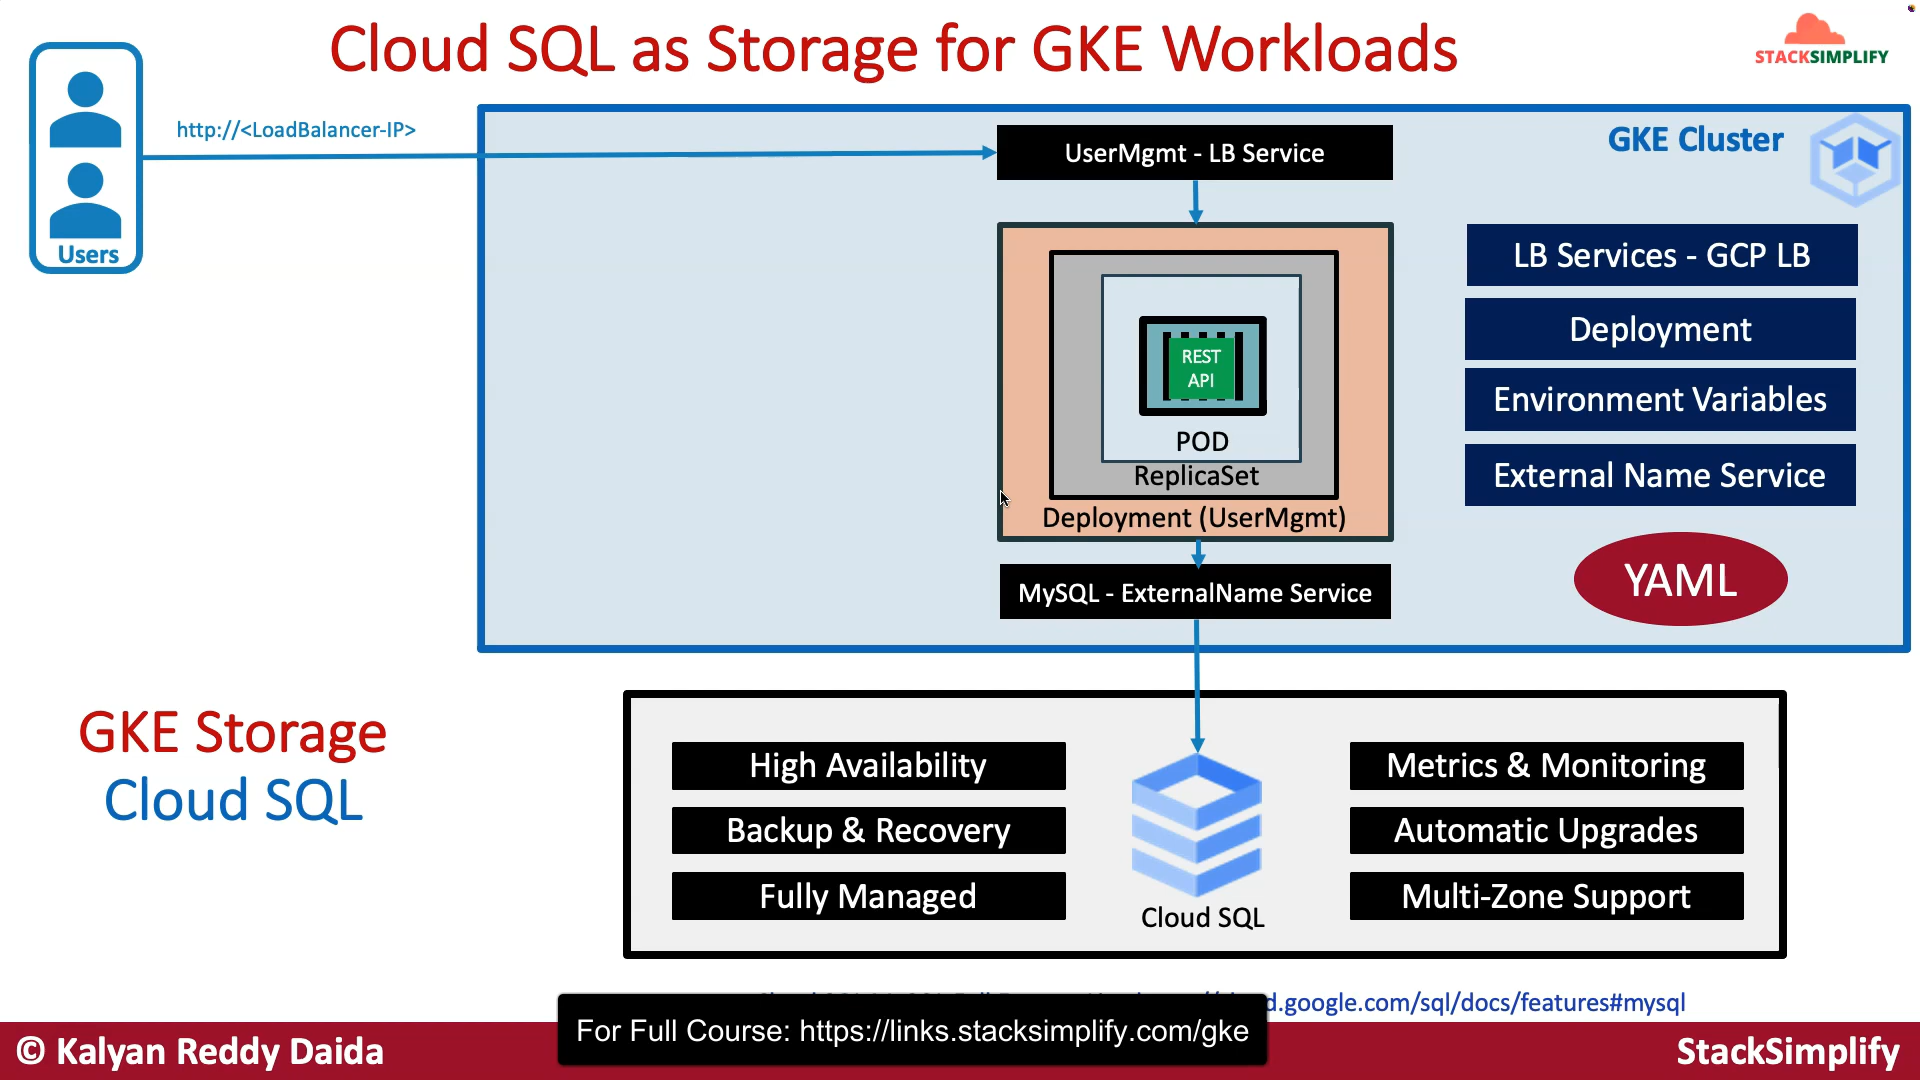 Cloud SQL as Storage for GKE Workloads
STACKSIMPLIFY
Users
http://<LoadBalancer-IP>
UserMgmt - LB Service
GKE Cluster
REST
API
POD
ReplicaSet
Deployment (UserMgmt)
MySQL - ExternalName Service
LB Services - GCP LB
Deployment
Environment Variables
External Name Service
YAML
GKE Storage
Cloud SQL
High Availability
Backup & Recovery
Fully Managed
Cloud SQL
Metrics & Monitoring
Automatic Upgrades
Multi-Zone Support
d.google.com/sql/docs/features#mysql
For Full Course: https://links.stacksimplify.com/gke
© Kalyan Reddy Daida
StackSimplify